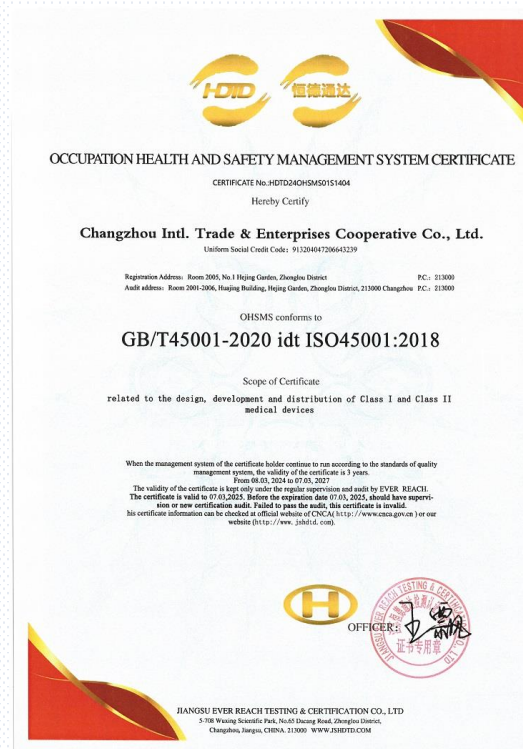 HDTD 恒德通达
OCCUPATION HEALTH AND SAFETY MANAGEMENT SYSTEM CERTIFICATE
CERTIFICATE No.:HDTD24OHSMS01S1404
Hereby Certify
Changzhou Intl. Trade & Enterprises Cooperative Co., Ltd.
Uniform Social Credit Code: 913204047206643239
Registration Address: Room 2005, No.1 Hejing Garden, Zhonglou District P.C.: 213000
Audit address: Room 2001-2006, Huajing Building, Hejing Garden, Zhonglou District, 213000 Changzhou P.C.: 213000
OHSMS conforms to
GB/T45001-2020 idt ISO45001:2018
Scope of Certificate
related to the design, development and distribution of Class I and Class II
medical devices
When the management system of the certificate holder continue to run according to the standards of quality
management system, the validity of the certificate is 3 years.
From 08.03, 2024 to 07.03, 2027
The validity of the certificate is kept only under the regular supervision and audit by EVER REACH.
The certificate is valid to 07.03,2025. Before the expiration date 07.03, 2025, should have supervi-
sion or new certification audit. Failed to pass the audit, this certificate is invalid.
his certificate information can be checked at official website of CNCA( http://www.cnca.gov.cn ) or our
website (http://www. jshdtd. com).
H
OFFICER:
JIANGSU EVER REACH TESTING & CERTIFICATION CO., LTD
证书专用章
JIANGSU EVER REACH TESTING & CERTIFICATION CO., LTD
5-708 Wuxing Scientific Park, No.65 Dacang Road, Zhonglou District,
Changzhou, Jiangsu, CHINA. 213000 WWW.JSHDTD.COM